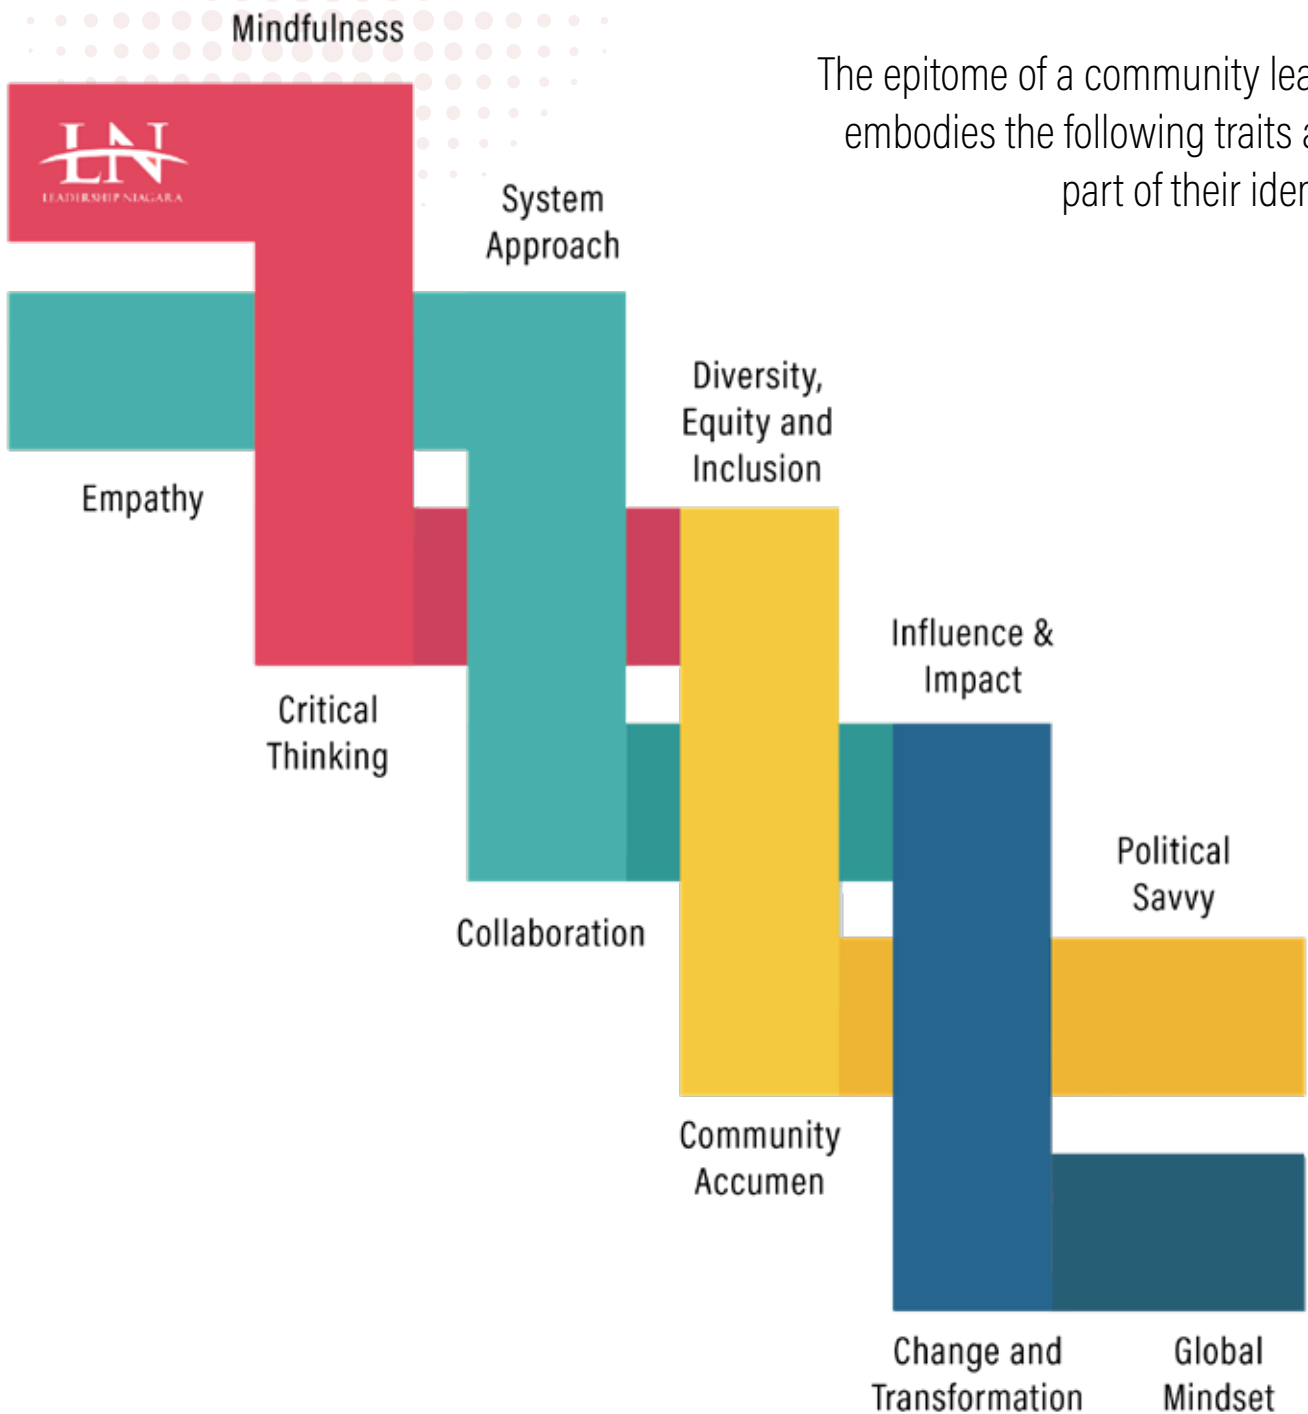 Mindfulness
The epitome of a community lea
embodies the following traits a
part of their iden
LN
LEADERSHIP NIAGARA
System
Approach
Diversity,
Equity and
Inclusion
Empathy
Influence &
Impact
Critical
Thinking
Political
Savvy
Collaboration
Community
Accumen
Change and
Transformation
Global
Mindset